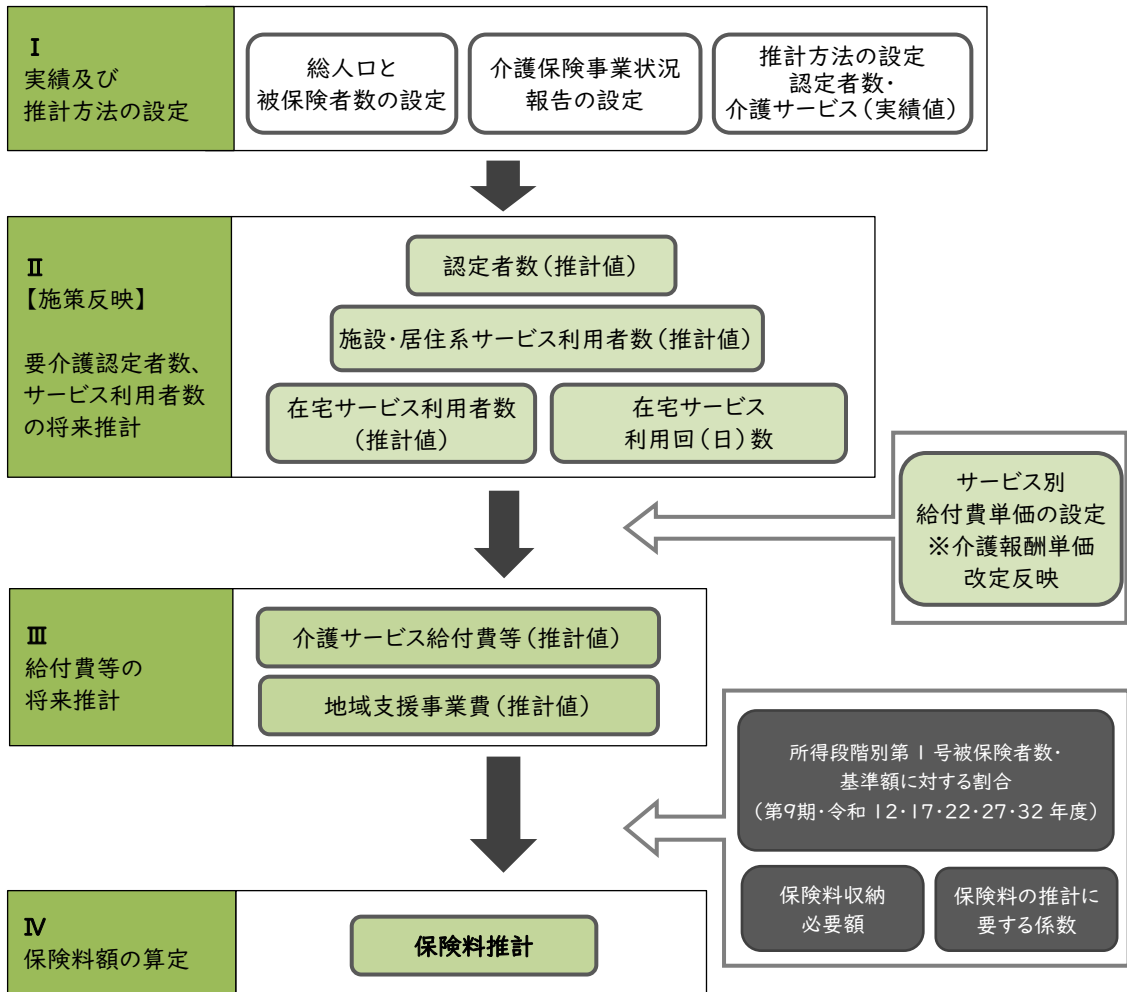 Ⅰ
実績及び
推計方法の設定
総人口と
被保険者数の設定
介護保険事業状況
報告の設定
推計方法の設定
認定者数・
介護サービス(実績値)
Ⅱ
【施策反映】
要介護認定者数、
サービス利用者数
の将来推計
認定者数(推計値)
施設・居住系サービス利用者数(推計値)
在宅サービス利用者数
(推計値)
在宅サービス
利用回(日)数
サービス別
給付費単価の設定
※介護報酬単価
改定反映
Ⅲ
給付費等の
将来推計
介護サービス給付費等(推計値)
地域支援事業費(推計値)
所得段階別第1号被保険者数・
基準額に対する割合
(第9期・令和12・17・22・27・32年度)
保険料収納
必要額
保険料の推計に
要する係数
Ⅳ
保険料額の算定
保険料推計